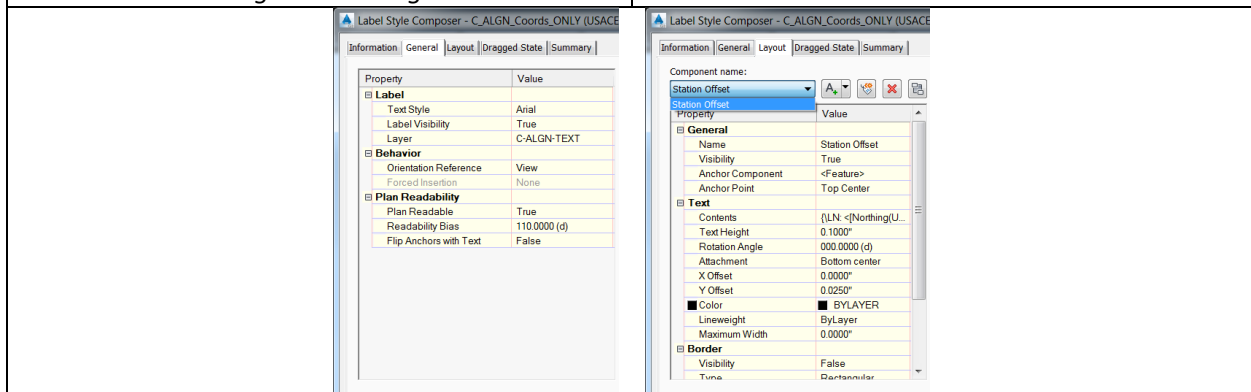 Label Style Composer - C_ALGN_Coords_ONLY (USACE
Information General Layout Dragged State Summary
Property Value
Label
Text Style Arial
Label Visibility True
Layer C-ALGN-TEXT
Behavior
Orientation Reference View
Forced Insertion None
Plan Readability
Plan Readable True
Readability Bias 110.0000 (d)
Flip Anchors with Text False
Label Style Composer - C_ALGN_Coords_ONLY (USACE
Information General Layout Dragged State Summary
Component name:
Station Offset
Station Offset
Property Value
General
Name Station Offset
Visibility True
Anchor Component <Feature>
Anchor Point Top Center
Text
Contents {\LN: <[Northing(U...
Text Height 0.1000"
Rotation Angle 000.0000 (d)
Attachment Bottom center
X Offset 0.0000"
Y Offset 0.0250"
Color BYLAYER
Lineweight ByLayer
Maximum Width 0.0000"
Border
Visibility False
Type Rectangular